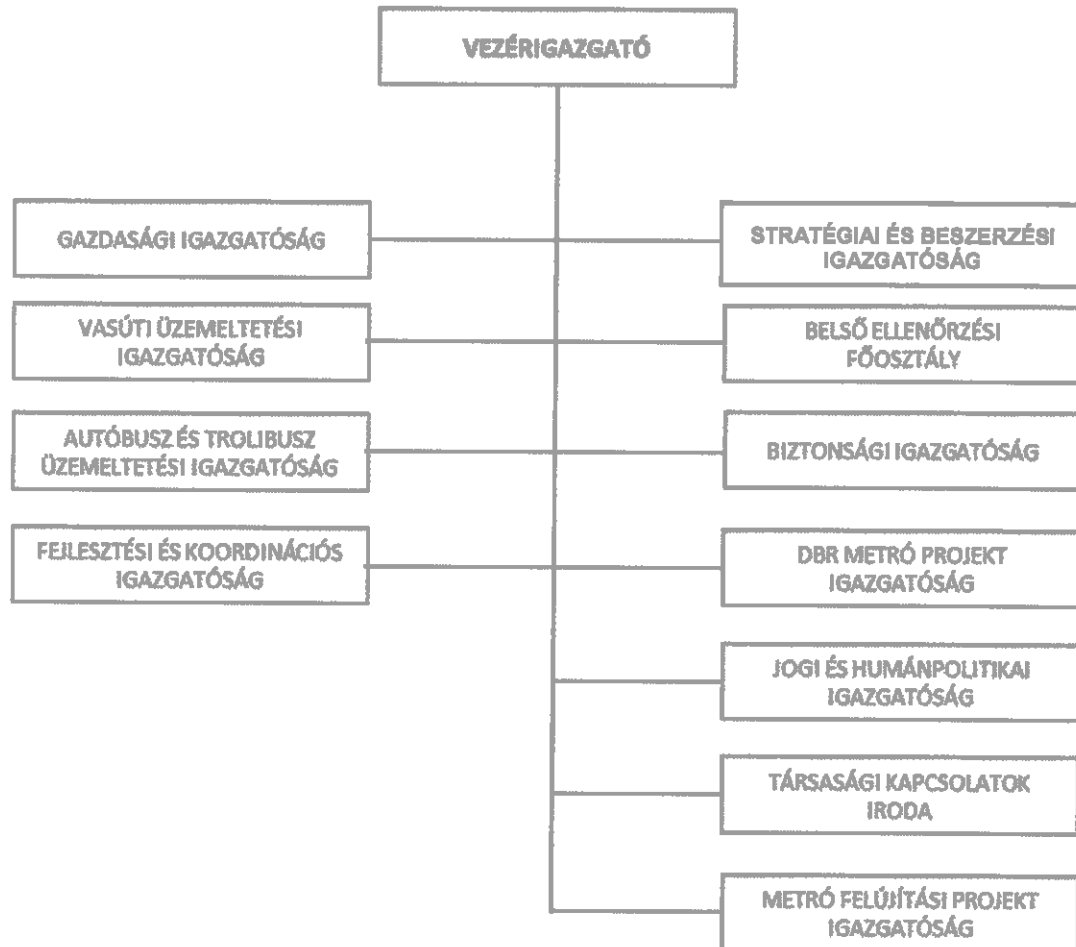 VEZÉRIGAZGATÓ
GAZDASÁGI IGAZGATÓSÁG
STRATÉGIAI ÉS BESZERZÉSI
IGAZGATÓSÁG
VASÚTI ÜZEMELTETÉSI
IGAZGATÓSÁG
BELSŐ ELLENŐRZÉSI
FŐOSZTÁLY
AUTÓBUSZ ÉS TROLIBUSZ
ÜZEMELTETÉSI IGAZGATÓSÁG
BIZTONSÁGI IGAZGATÓSÁG
FEJLESZTÉSI ÉS KOORDINÁCIÓS
IGAZGATÓSÁG
DBR METRÓ PROJEKT
IGAZGATÓSÁG
JOGI ÉS HUMÁNPOLITIKAI
IGAZGATÓSÁG
TÁRSASÁGI KAPCSOLATOK
IRODA
METRÓ FELÚJÍTÁSI PROJEKT
IGAZGATÓSÁG